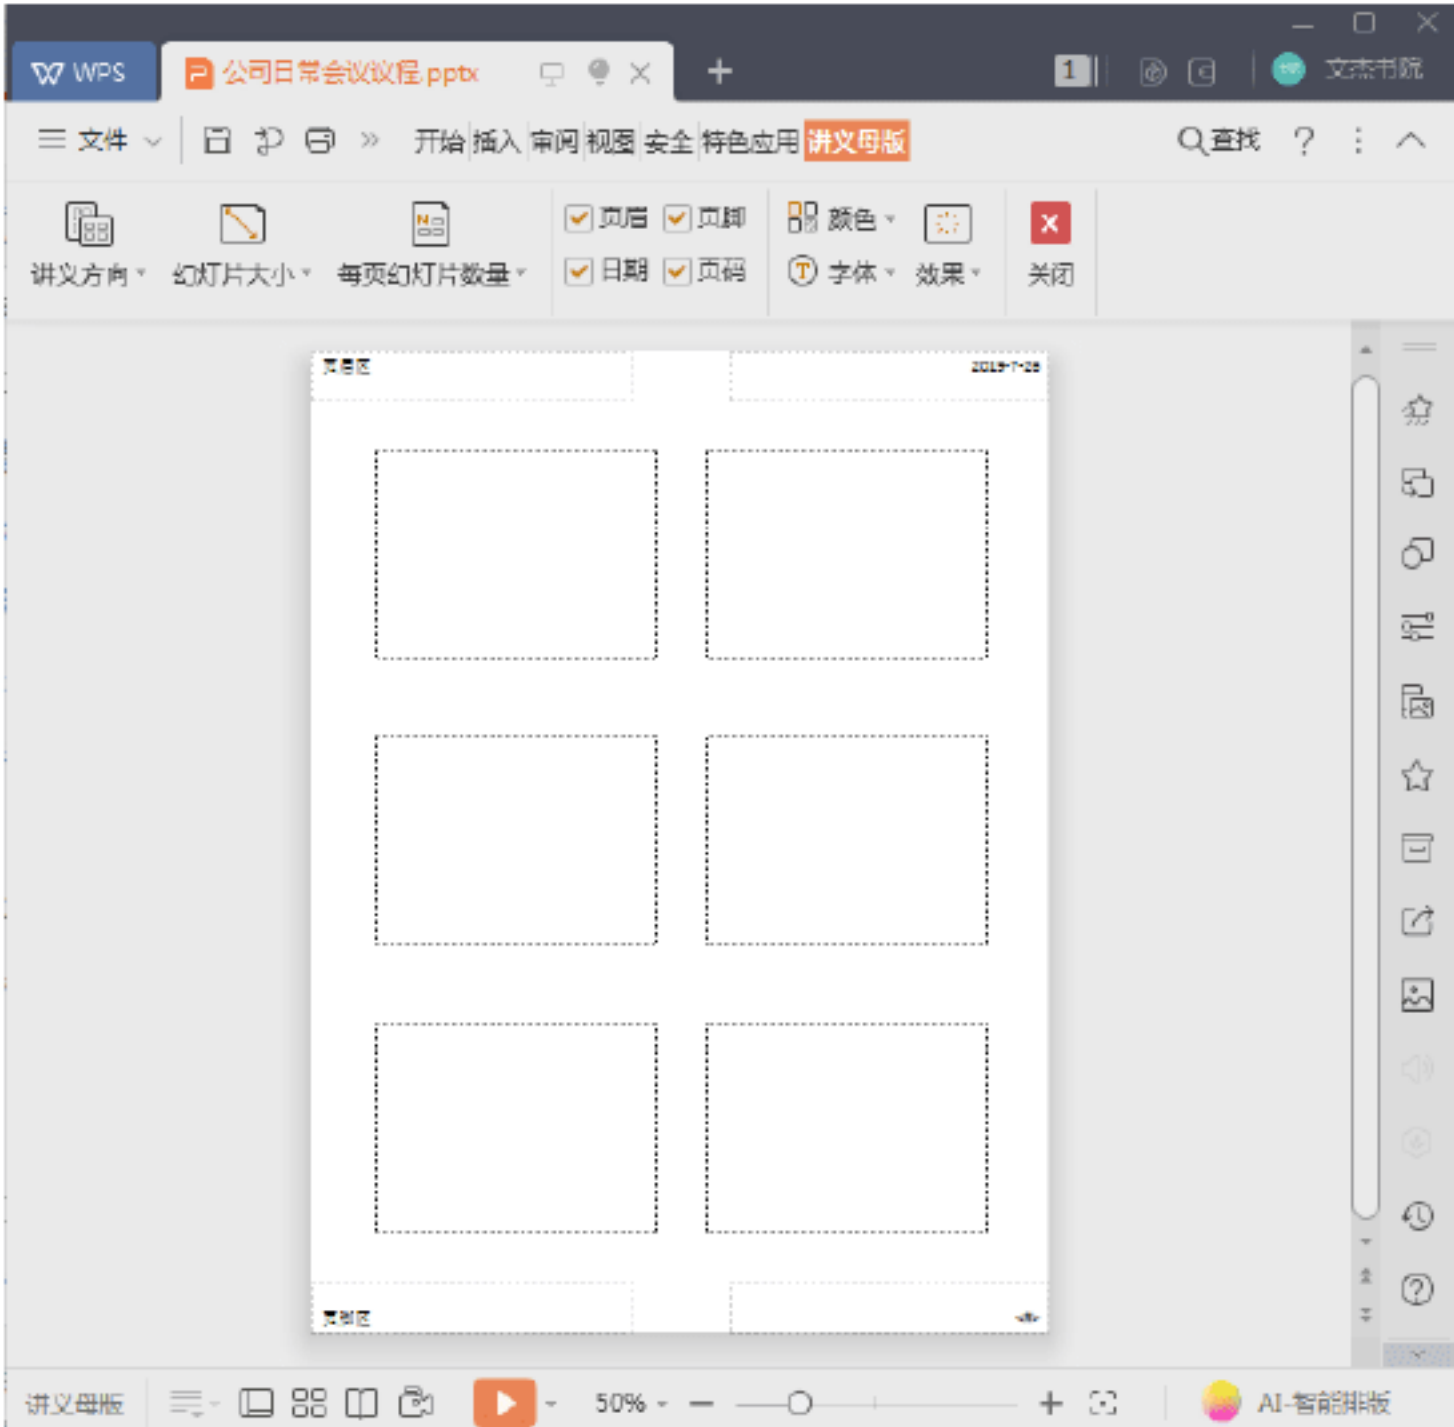 WPS 公司日常会议议程.pptx 1 文杰书院
文件 开始 插入 审阅 视图 安全 特色应用 讲义母版 查找
讲义方向 幻灯片大小 每页幻灯片数量 页眉 页脚 日期 页码 颜色 字体 效果 关闭
页眉区 2019-7-28
页脚区 ‹#›
讲义母版 50% AI-智能排版